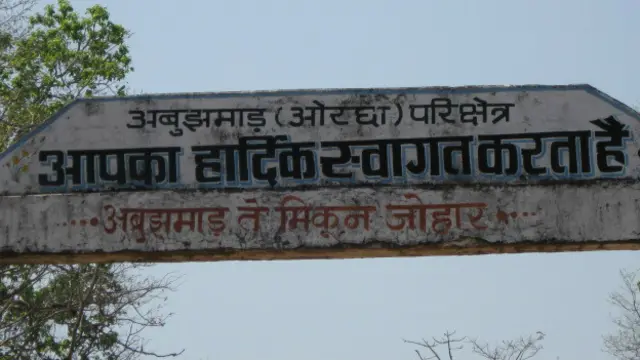 अबुझमाड़ (ओरछा) परिक्षेत्र
आपका हार्दिक स्वागत करता है
....अबुझमाड़ ते मिकुन जोहार....